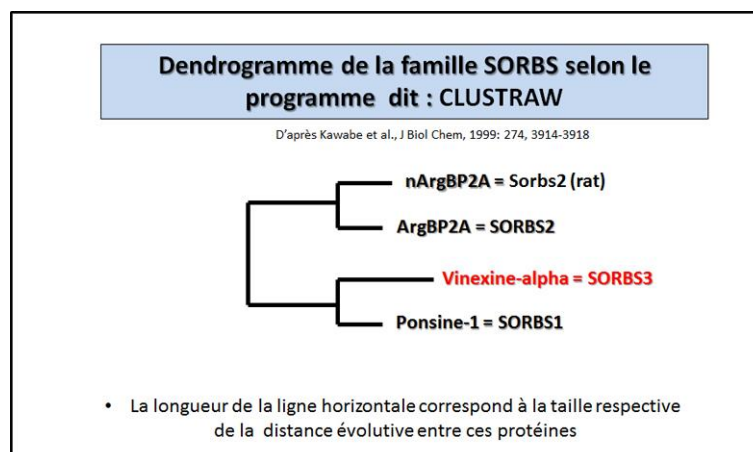 Dendrogramme de la famille SORBS selon le
programme dit : CLUSTRAW
D'après Kawabe et al., J Biol Chem, 1999: 274, 3914-3918
nArgBP2A = Sorbs2 (rat)
ArgBP2A = SORBS2
Vinexine-alpha = SORBS3
Ponsine-1 = SORBS1
• La longueur de la ligne horizontale correspond à la taille respective
de la distance évolutive entre ces protéines